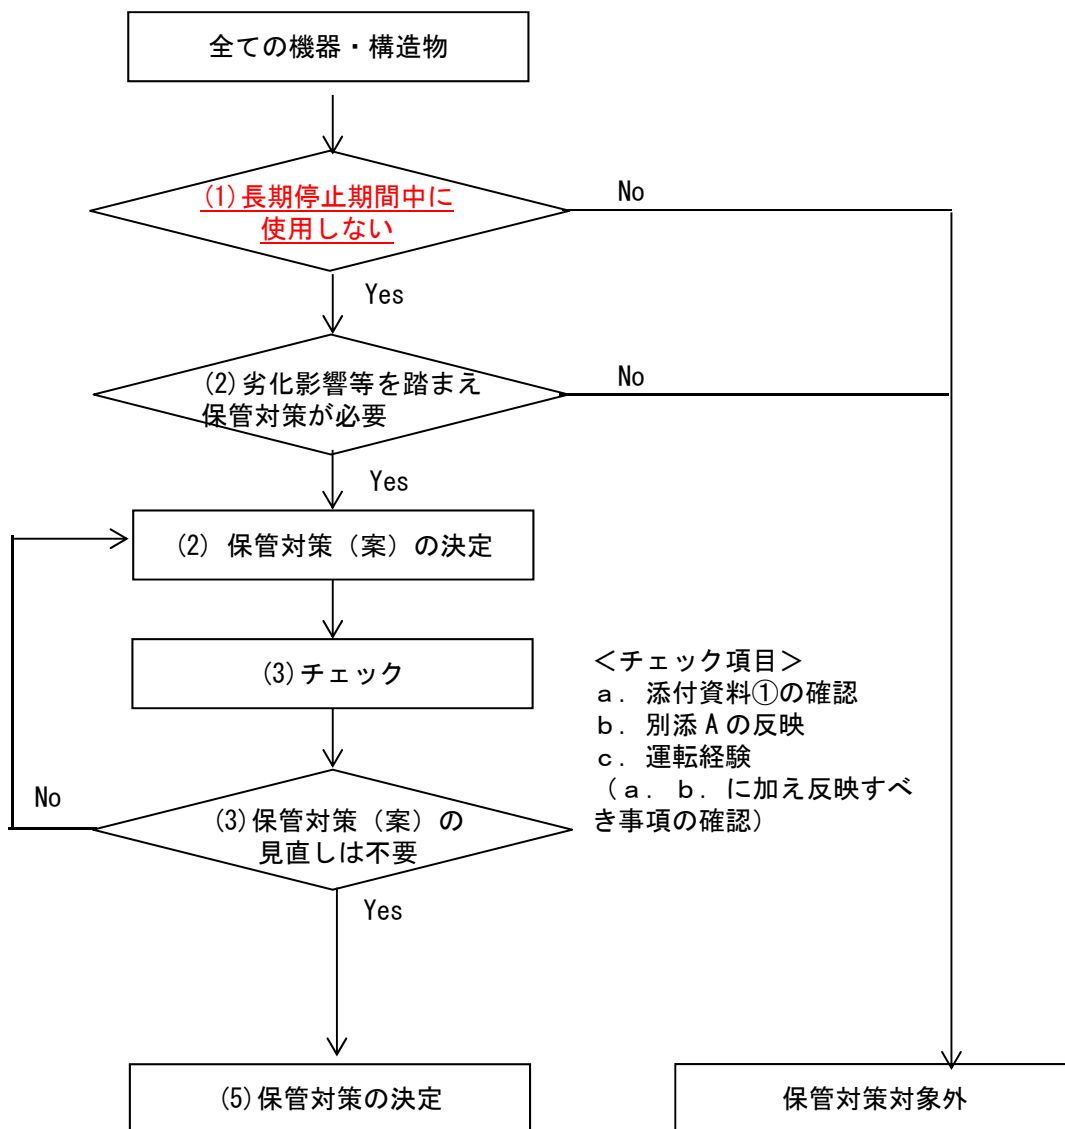 全ての機器・構造物
(1)長期停止期間中に
使用しない
No
Yes
(2)劣化影響等を踏まえ
保管対策が必要
No
Yes
(2) 保管対策（案）の決定
(3)チェック
＜チェック項目＞
ａ．添付資料①の確認
ｂ．別添Ａの反映
ｃ．運転経験
（ａ．ｂ．に加え反映すべ
き事項の確認）
No
(3)保管対策（案）の
見直しは不要
Yes
(5)保管対策の決定
保管対策対象外